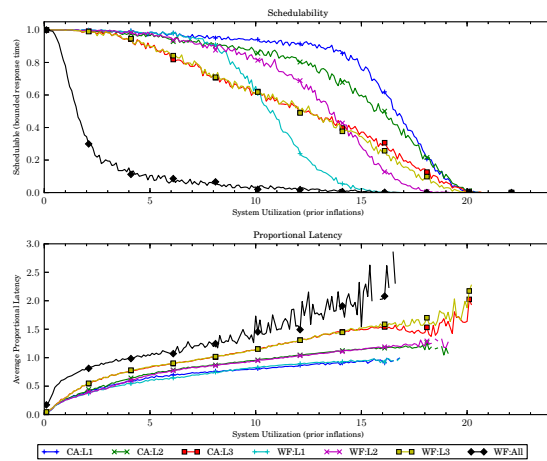 Schedulability
1.0
0.8
0.6
0.4
0.2
0.0
Schedulable (bounded response time)
0
5
10
15
20
System Utilization (prior inflations)
Proportional Latency
3.0
2.5
2.0
1.5
1.0
0.5
0.0
Average Proportional Latency
0
5
10
15
20
System Utilization (prior inflations)
CA:L1
CA:L2
CA:L3
WF:L1
WF:L2
WF:L3
WF:All